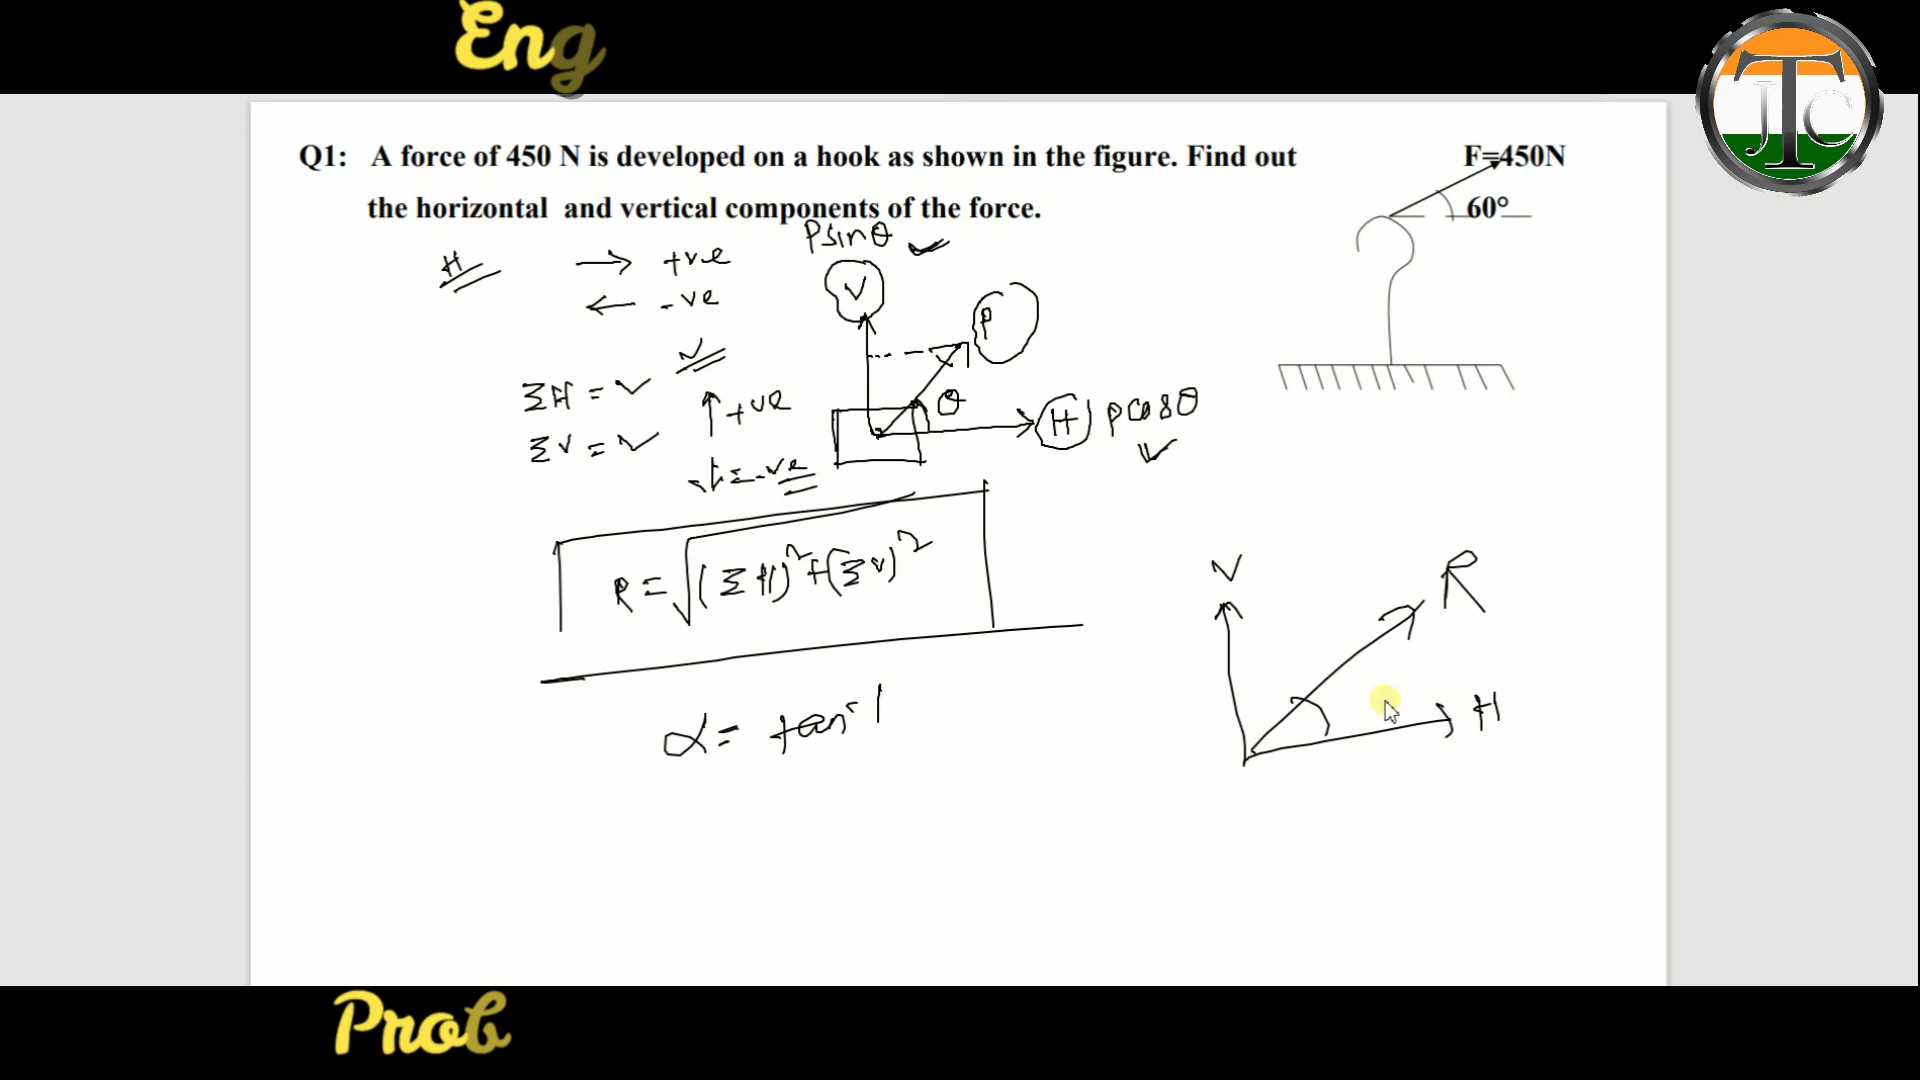 Eng
JTC
Q1: A force of 450 N is developed on a hook as shown in the figure. Find out
the horizontal and vertical components of the force.
F=450N
60°
Psinθ
H
→ +ve
← -ve
V
P
V
ΣH = ✓
ΣV = ✓
↑ +ve
↓ = -ve
θ
H
Pcosθ
R = √(ΣH)²+(ΣV)²
α = tan⁻¹
V
R
H
Prob